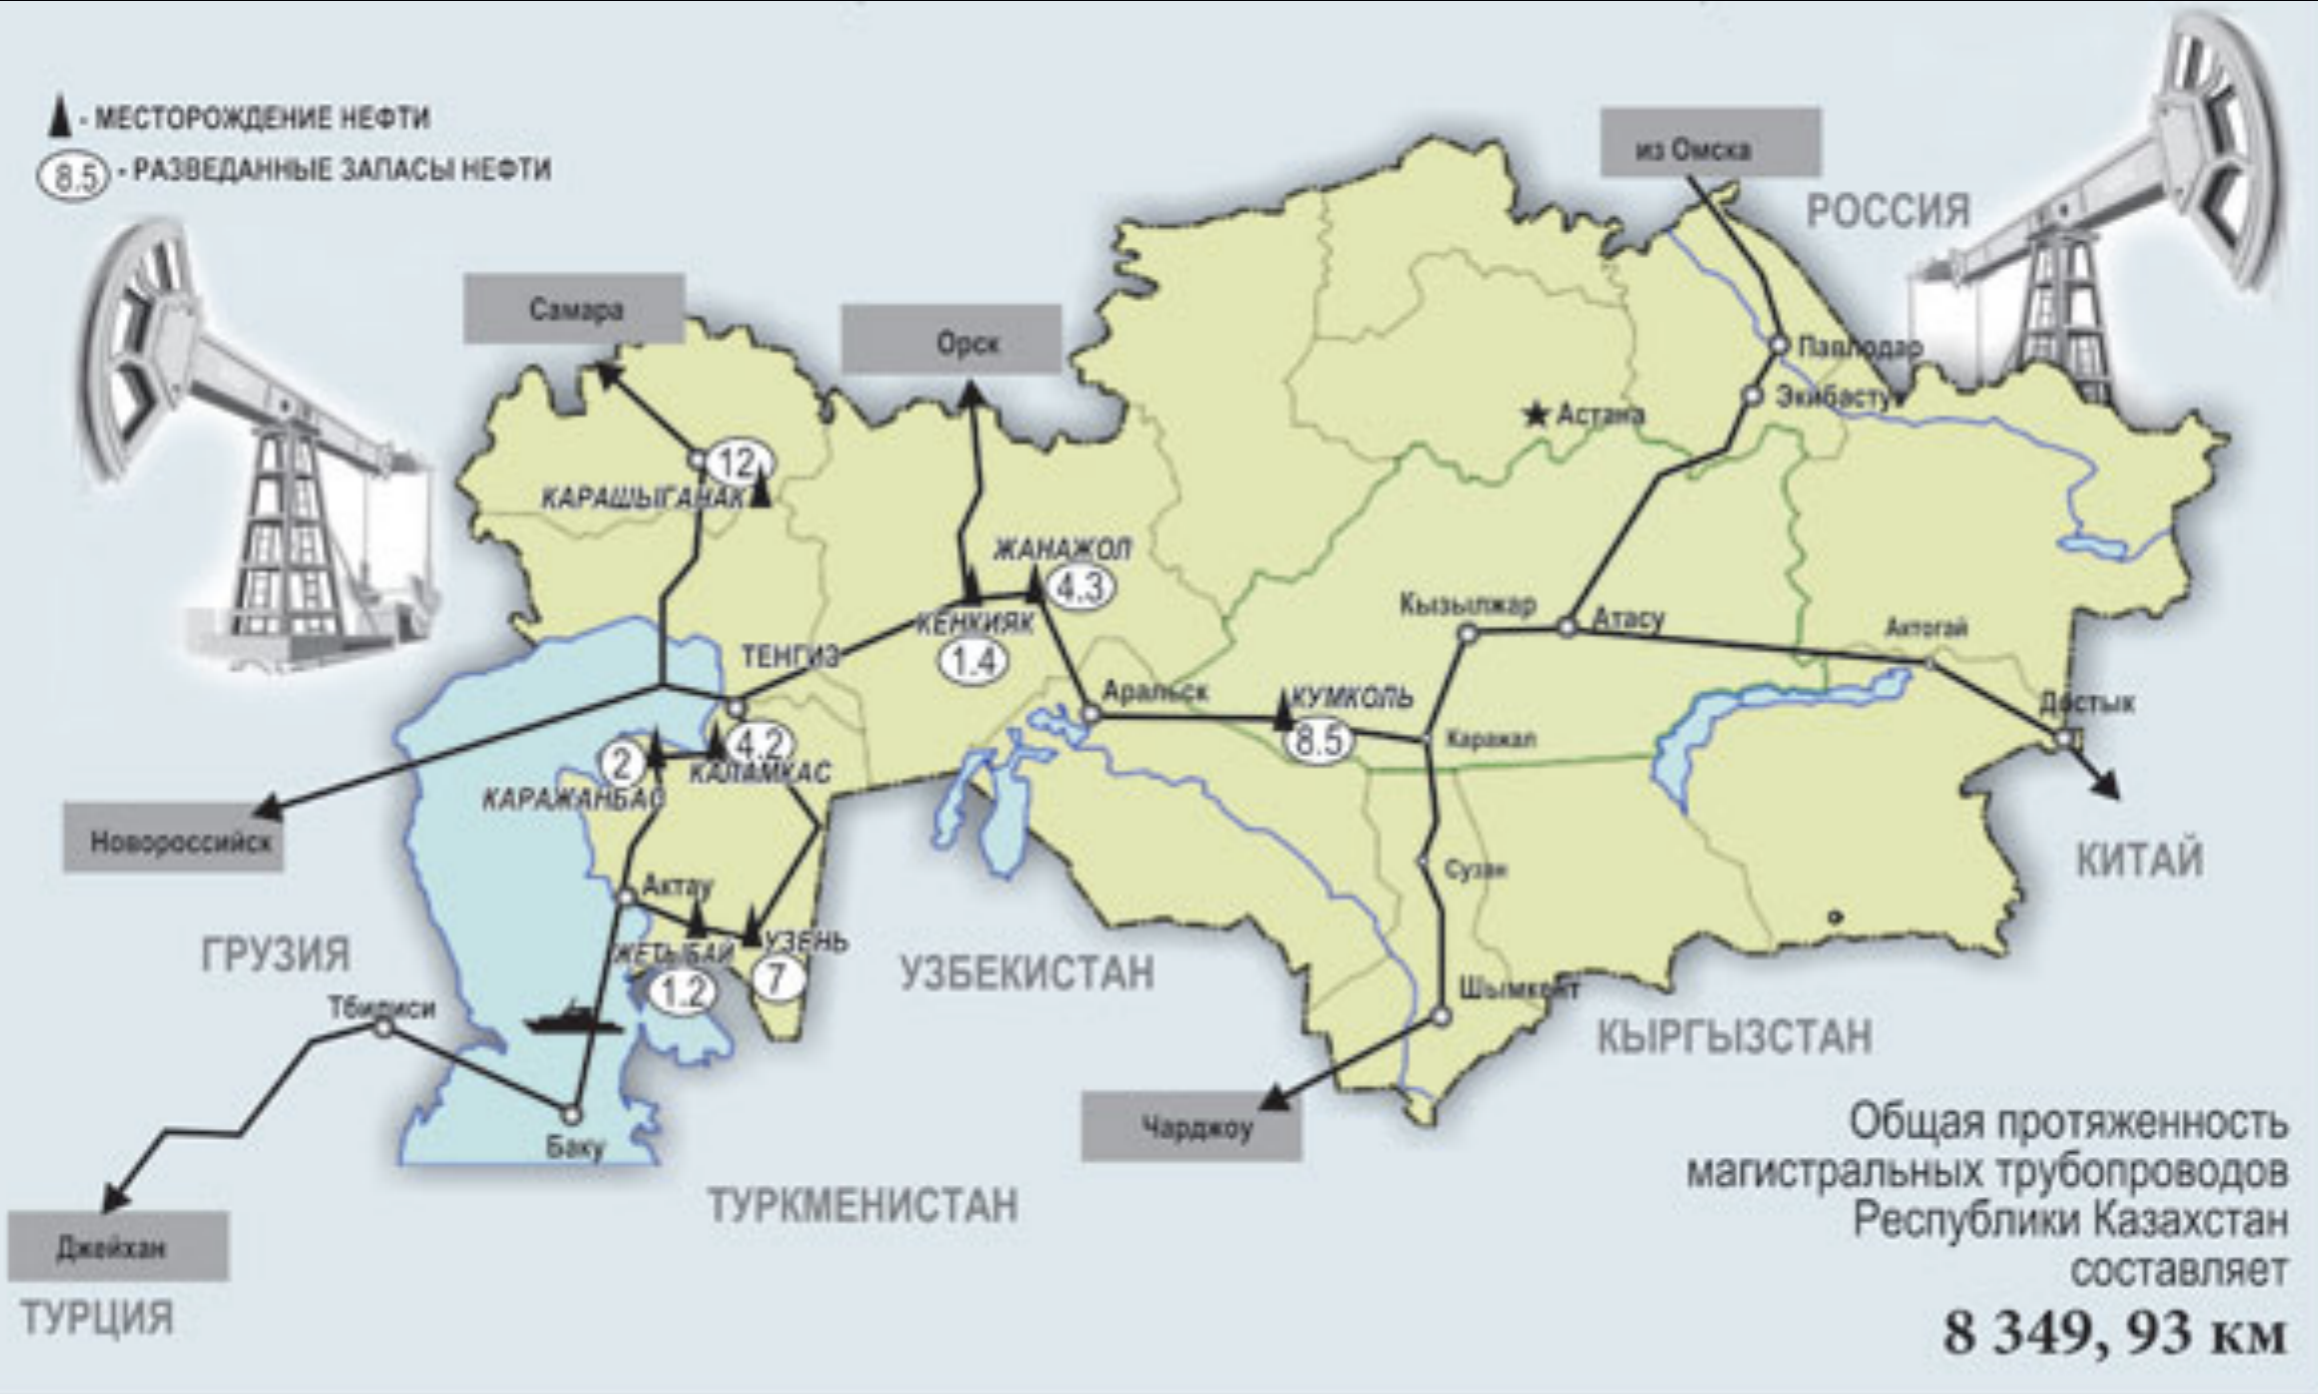 - МЕСТОРОЖДЕНИЕ НЕФТИ
8.5 - РАЗВЕДАННЫЕ ЗАПАСЫ НЕФТИ
из Омска
РОССИЯ
Самара
Орск
Павлодар
Экибастуз
Астана
12
КАРАШЫГАНАК
ЖАНАЖОЛ
4.3
КЕНКИЯК
1.4
ТЕНГИЗ
Кызылжар
Атасу
Актогай
Аральск
КУМКОЛЬ
8.5
Каражал
Достык
2
4.2
КАЛАМКАС
КАРАЖАНБАС
Новороссийск
КИТАЙ
Сузан
Актау
ГРУЗИЯ
ЖЕТЫБАЙ
УЗЕНЬ
1.2
7
УЗБЕКИСТАН
Шымкент
Тбилиси
КЫРГЫЗСТАН
Баку
Чарджоу
ТУРКМЕНИСТАН
Джейхан
ТУРЦИЯ
Общая протяженность
магистральных трубопроводов
Республики Казахстан
составляет
8 349, 93 км